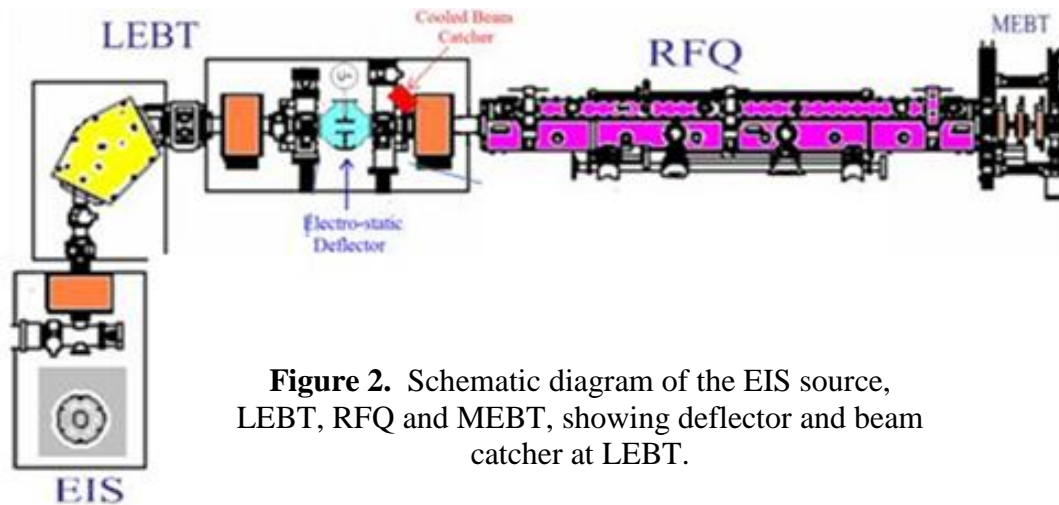 LEBT
Cooled Beam
Catcher
RFQ
MEBT
Electro-static
Deflector
EIS
Figure 2. Schematic diagram of the EIS source,
LEBT, RFQ and MEBT, showing deflector and beam
catcher at LEBT.